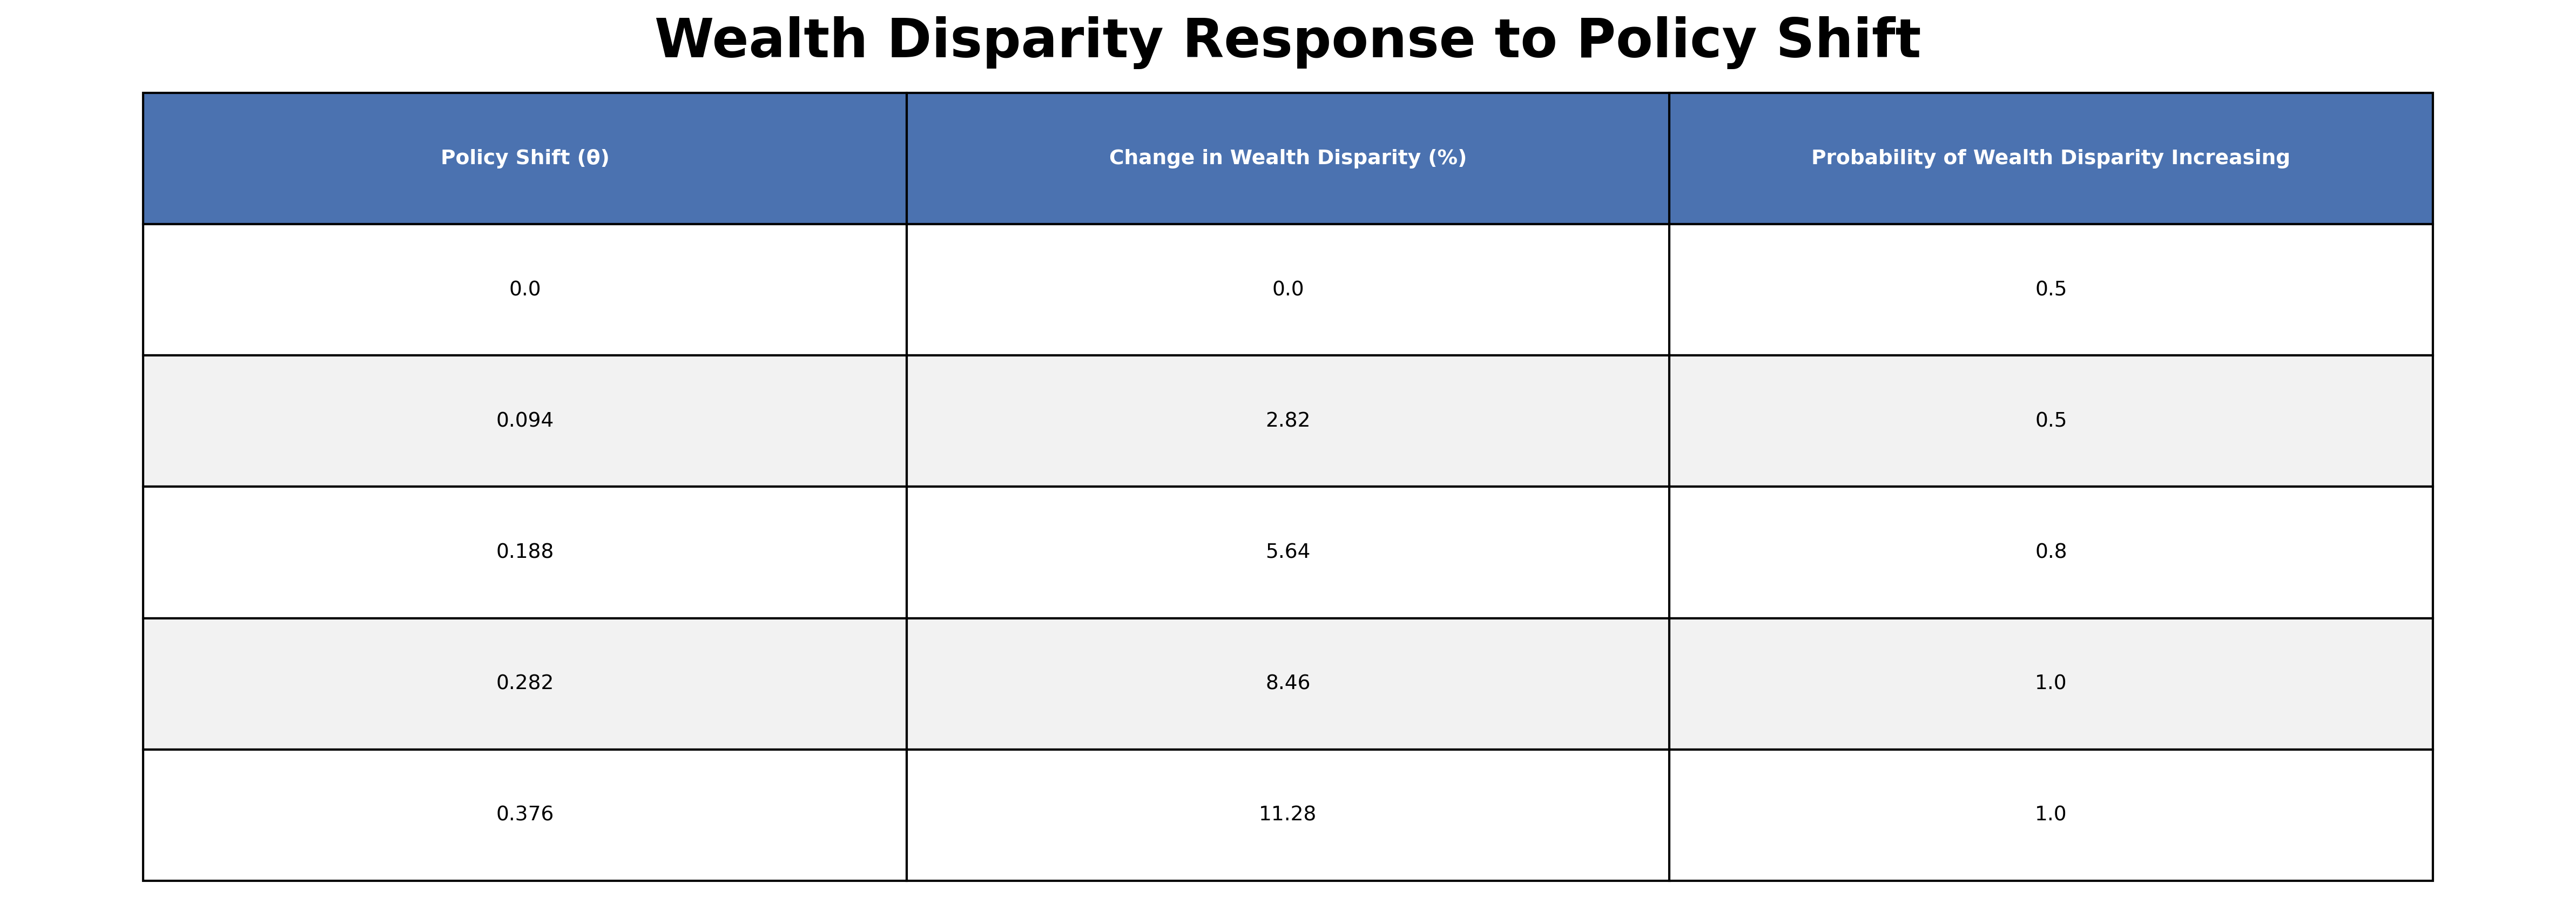 Wealth Disparity Response to Policy Shift
Policy Shift (θ) Change in Wealth Disparity (%) Probability of Wealth Disparity Increasing
0.0 0.0 0.5
0.094 2.82 0.5
0.188 5.64 0.8
0.282 8.46 1.0
0.376 11.28 1.0